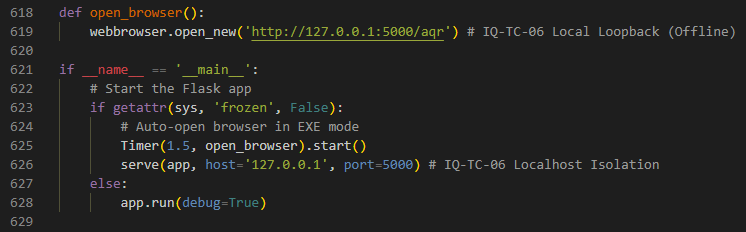 618 def open_browser():
619     webbrowser.open_new('http://127.0.0.1:5000/aqr') # IQ-TC-06 Local Loopback (Offline)
620
621 if __name__ == '__main__':
622     # Start the Flask app
623     if getattr(sys, 'frozen', False):
624         # Auto-open browser in EXE mode
625         Timer(1.5, open_browser).start()
626         serve(app, host='127.0.0.1', port=5000) # IQ-TC-06 Localhost Isolation
627     else:
628         app.run(debug=True)
629